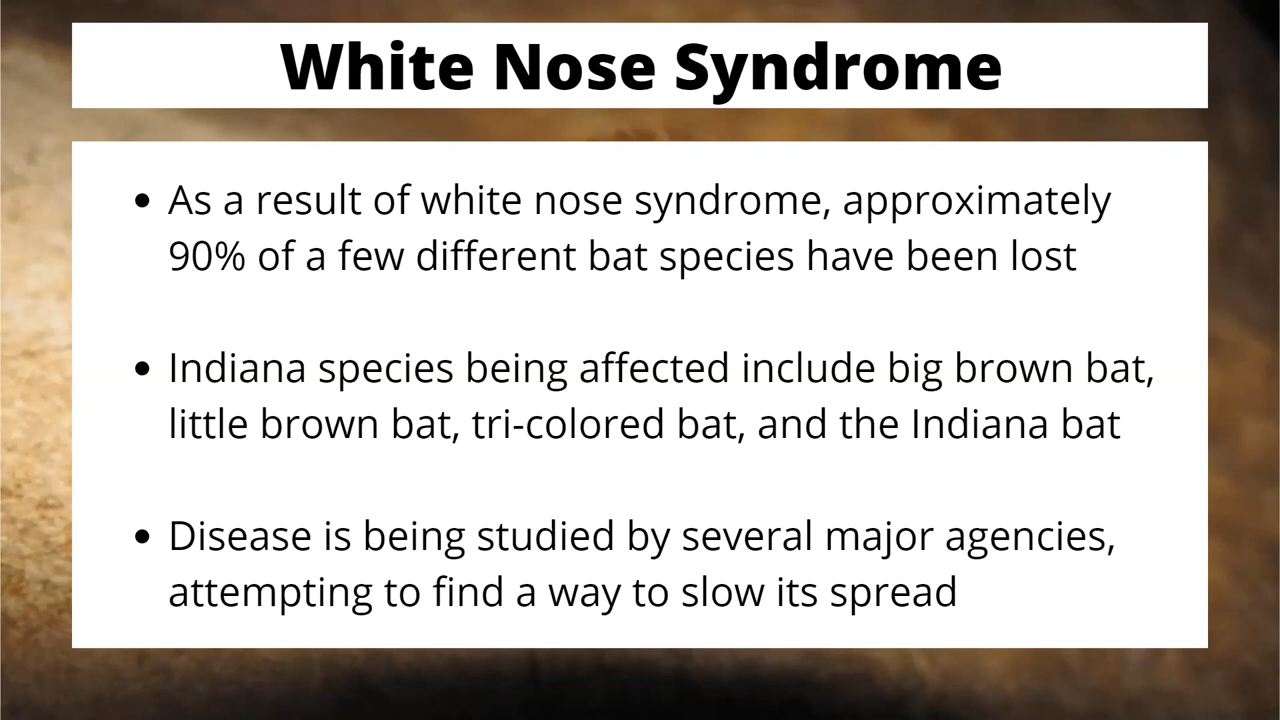 White Nose Syndrome
• As a result of white nose syndrome, approximately
90% of a few different bat species have been lost
• Indiana species being affected include big brown bat,
little brown bat, tri-colored bat, and the Indiana bat
• Disease is being studied by several major agencies,
attempting to find a way to slow its spread